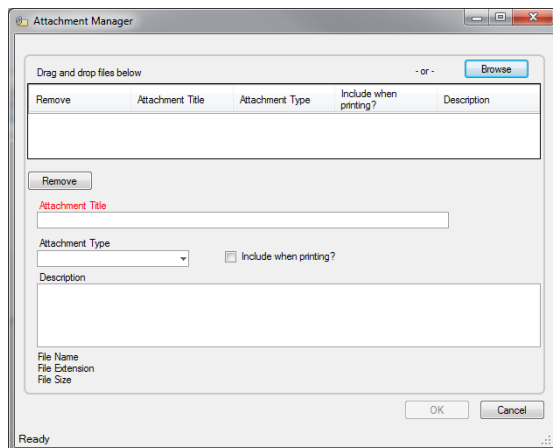 Attachment Manager
Drag and drop files below - or - Browse
Remove Attachment Title Attachment Type Include when printing? Description
Remove
Attachment Title
Attachment Type
Include when printing?
Description
File Name
File Extension
File Size
OK Cancel
Ready